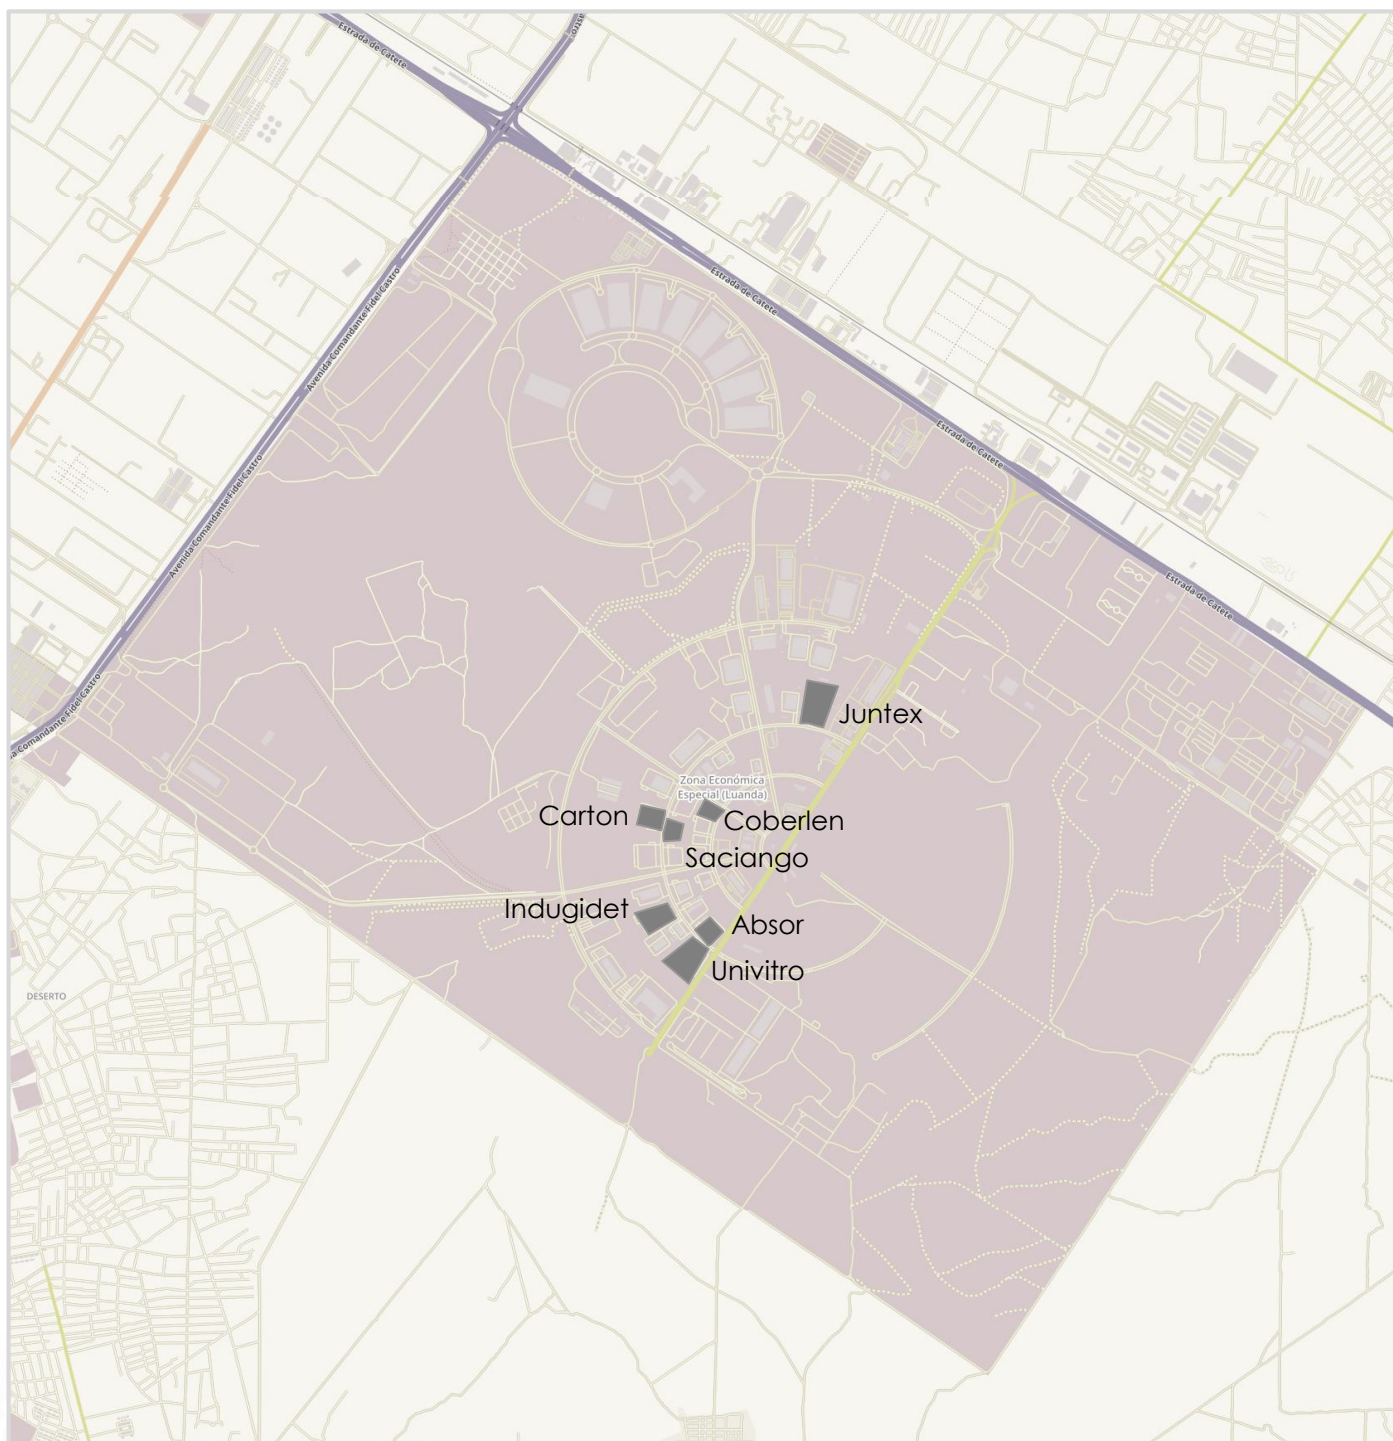 Estrada de Catete
stro
Estrada de Catete
Avenida Comandante Fidel Castro
Estrada de Catete
Avenida Comandante Fidel Castro
Estrada de Catete
a Comandante Fidel Castro
Juntex
Zona Económica
Especial (Luanda)
Carton
Coberlen
Saciango
Indugidet
Absor
Univitro
DESERTO